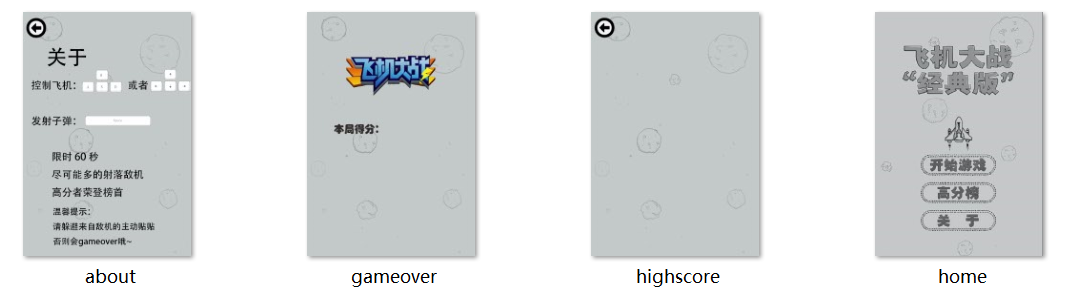 关于
控制飞机： 或者
发射子弹：
限时 60 秒
尽可能多的射落敌机
高分者荣登榜首
温馨提示：
请躲避来自敌机的主动贴贴
否则会gameover哦~
about
飞机大战
本局得分：
gameover
highscore
飞机大战
“经典版”
开始游戏
高分榜
关 于
home